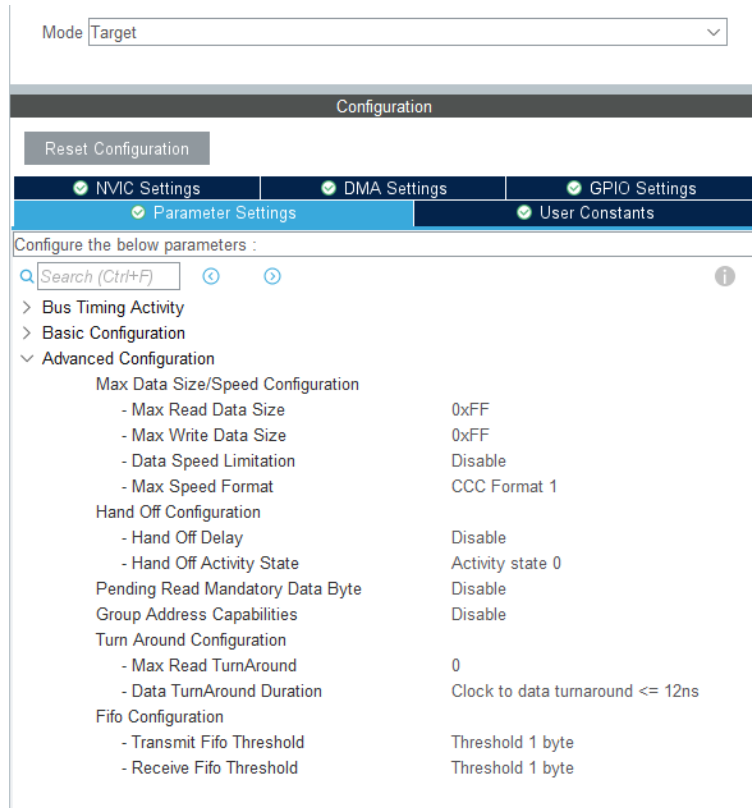 Mode Target
Configuration
Reset Configuration
NVIC Settings DMA Settings GPIO Settings
Parameter Settings User Constants
Configure the below parameters :
Search (Ctrl+F)
Bus Timing Activity
Basic Configuration
Advanced Configuration
Max Data Size/Speed Configuration
- Max Read Data Size 0xFF
- Max Write Data Size 0xFF
- Data Speed Limitation Disable
- Max Speed Format CCC Format 1
Hand Off Configuration
- Hand Off Delay Disable
- Hand Off Activity State Activity state 0
Pending Read Mandatory Data Byte Disable
Group Address Capabilities Disable
Turn Around Configuration
- Max Read TurnAround 0
- Data TurnAround Duration Clock to data turnaround <= 12ns
Fifo Configuration
- Transmit Fifo Threshold Threshold 1 byte
- Receive Fifo Threshold Threshold 1 byte